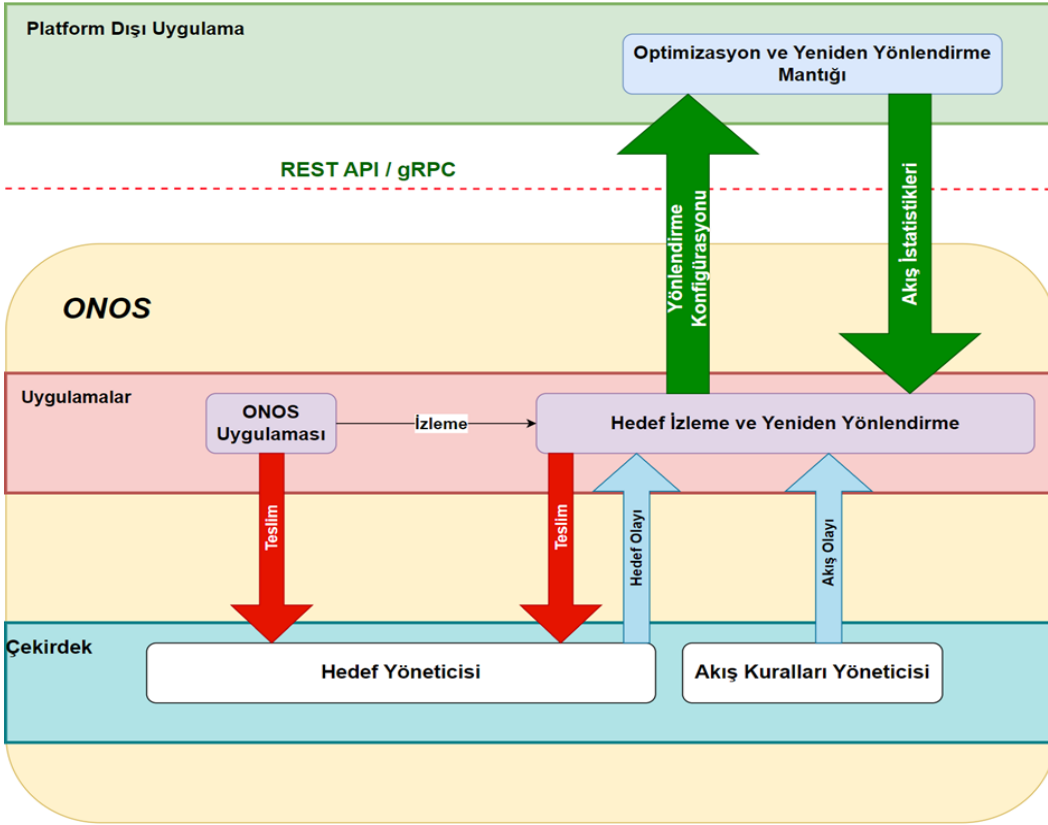 Platform Dışı Uygulama
Optimizasyon ve Yeniden Yönlendirme
Mantığı
REST API / gRPC
Yönlendirme
Konfigürasyonu
Akış İstatistikleri
ONOS
Uygulamalar
ONOS
Uygulaması
İzleme
Hedef İzleme ve Yeniden Yönlendirme
Teslim
Teslim
Hedef Olayı
Akış Olayı
Çekirdek
Hedef Yöneticisi
Akış Kuralları Yöneticisi